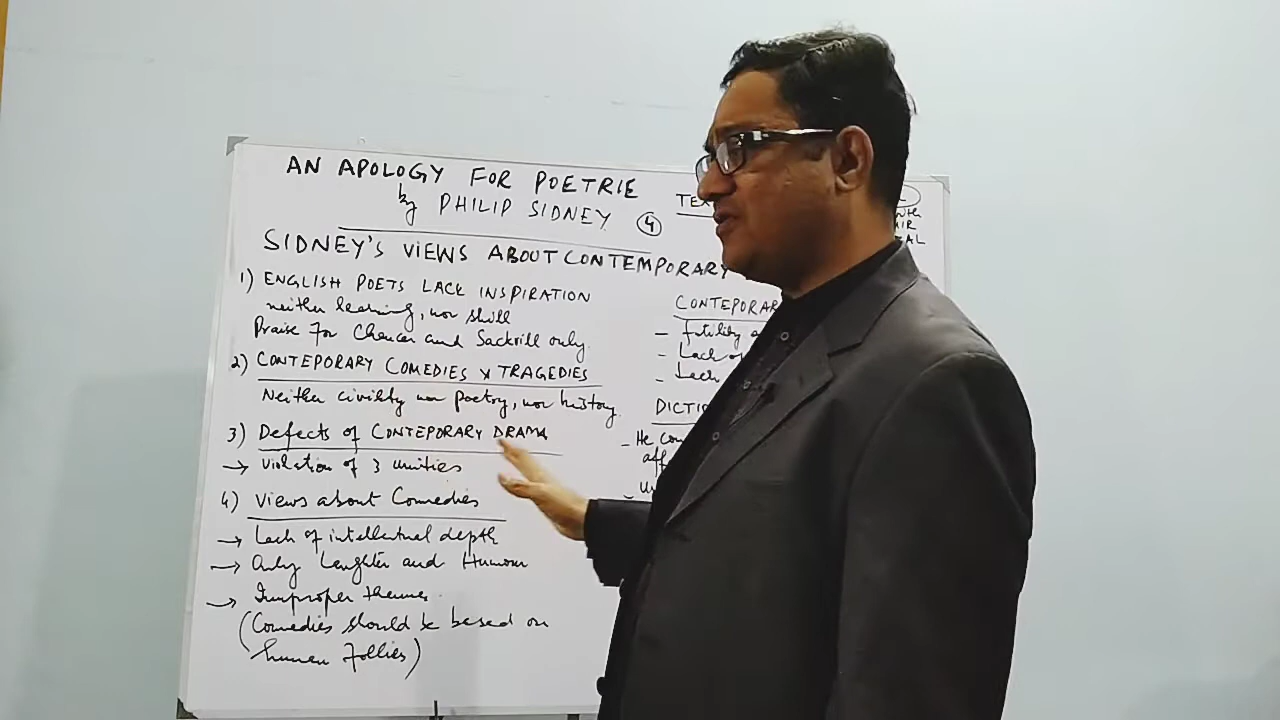 AN APOLOGY FOR POETRIE
by PHILIP SIDNEY
4
SIDNEY'S VIEWS ABOUT CONTEMPORARY
1) ENGLISH POETS LACK INSPIRATION
neither learning, nor skill
Praise for Chaucer and Sackvill only.
2) CONTEPORARY COMEDIES & TRAGEDIES
Neither civility nor poetry, nor history.
3) Defects of CONTEPORARY DRAMA
→ Violation of 3 unities
4) Views about Comedies
→ Lack of intellectual depth
→ Only Laughter and Humour
→ Improper themes.
(Comedies should be based on
human follies)
CONTEPORAR
- Futility
- Lack of
- Lack
DICTI
- He con
aff